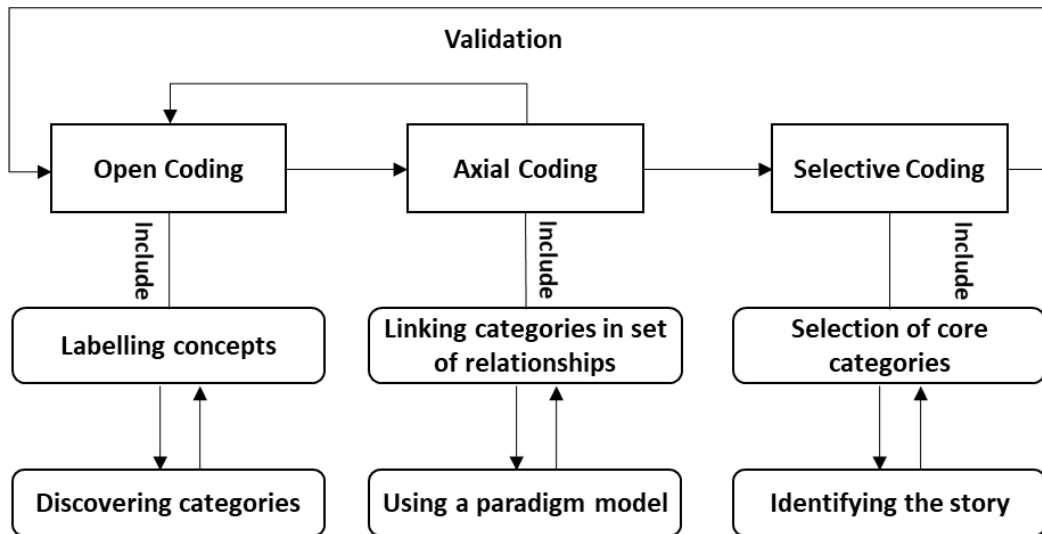 Validation
Open Coding
Axial Coding
Selective Coding
Include
Include
Include
Labelling concepts
Linking categories in set
of relationships
Selection of core
categories
Discovering categories
Using a paradigm model
Identifying the story